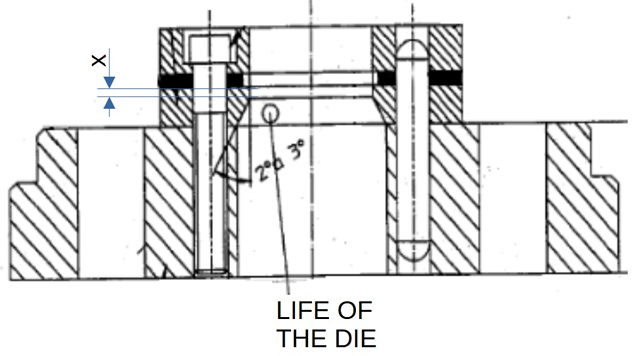 X
2° a 3°
LIFE OF
THE DIE